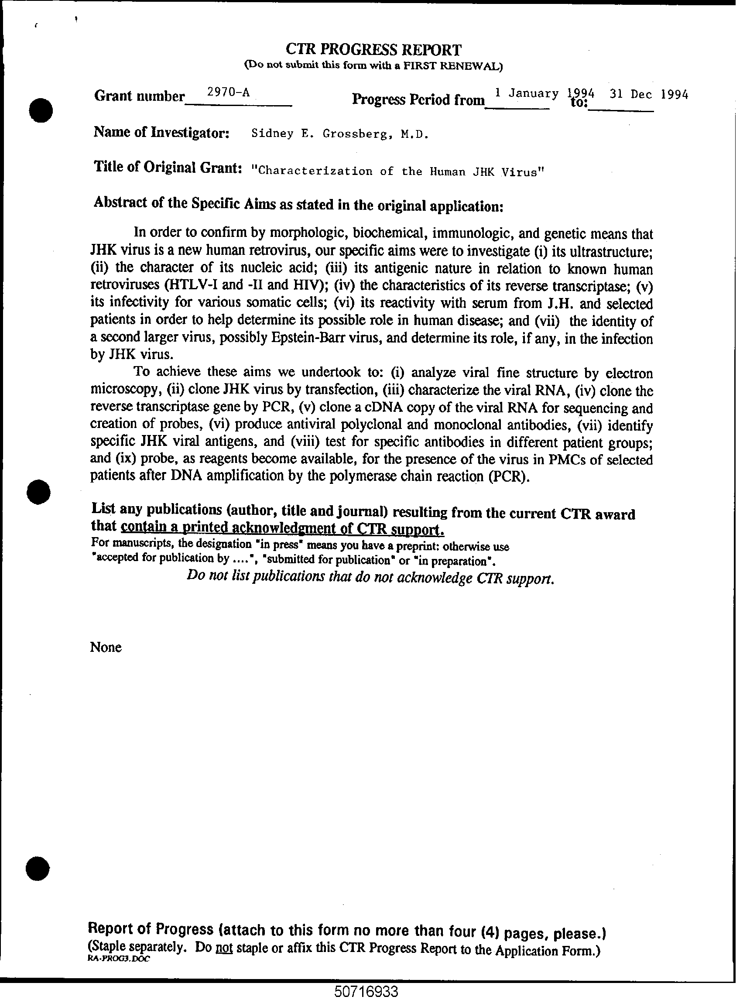 CTR PROGRESS REPORT
(Do not submit this form with a FIRST RENEWAL)
Grant number 2970-A Progress Period from 1 January 1994 to: 31 Dec 1994
Name of Investigator: Sidney E. Grossberg, M.D.
Title of Original Grant: "Characterization of the Human JHK Virus"
Abstract of the Specific Aims as stated in the original application:
In order to confirm by morphologic, biochemical, immunologic, and genetic means that
JHK virus is a new human retrovirus, our specific aims were to investigate (i) its ultrastructure;
(ii) the character of its nucleic acid; (iii) its antigenic nature in relation to known human
retroviruses (HTLV-I and -II and HIV); (iv) the characteristics of its reverse transcriptase; (v)
its infectivity for various somatic cells; (vi) its reactivity with serum from J.H. and selected
patients in order to help determine its possible role in human disease; and (vii) the identity of
a second larger virus, possibly Epstein-Barr virus, and determine its role, if any, in the infection
by JHK virus.
To achieve these aims we undertook to: (i) analyze viral fine structure by electron
microscopy, (ii) clone JHK virus by transfection, (iii) characterize the viral RNA, (iv) clone the
reverse transcriptase gene by PCR, (v) clone a cDNA copy of the viral RNA for sequencing and
creation of probes, (vi) produce antiviral polyclonal and monoclonal antibodies, (vii) identify
specific JHK viral antigens, and (viii) test for specific antibodies in different patient groups;
and (ix) probe, as reagents become available, for the presence of the virus in PMCs of selected
patients after DNA amplification by the polymerase chain reaction (PCR).
List any publications (author, title and journal) resulting from the current CTR award
that contain a printed acknowledgment of CTR support.
For manuscripts, the designation "in press" means you have a preprint: otherwise use
"accepted for publication by ....", "submitted for publication" or "in preparation".
Do not list publications that do not acknowledge CTR support.
None
Report of Progress (attach to this form no more than four (4) pages, please.)
(Staple separately. Do not staple or affix this CTR Progress Report to the Application Form.)
RA-PROG3.DOC
50716933